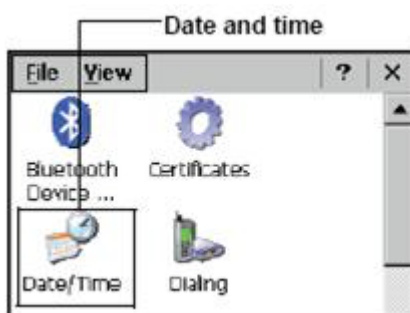 Date and time
File View ? ×
Bluetooth Device ...
Certificates
Date/Time
Dialing